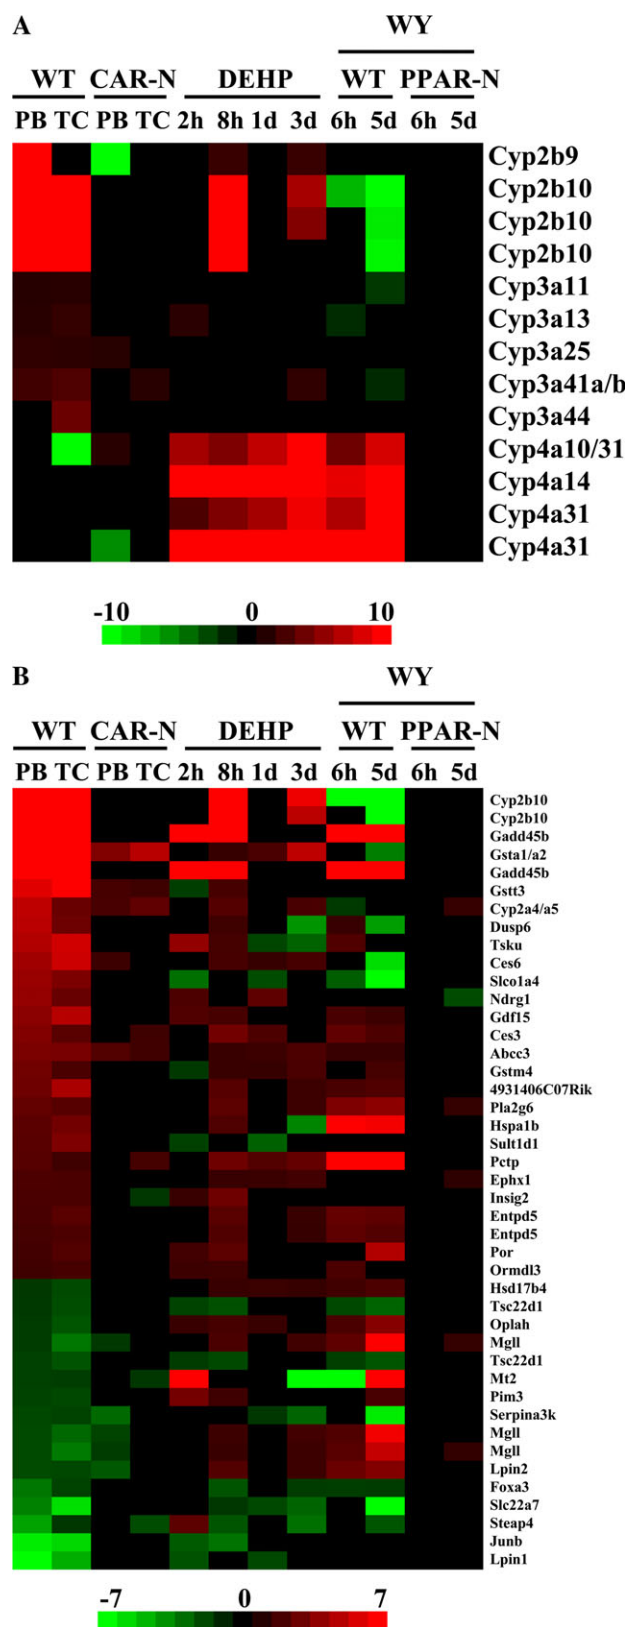 A
WY
WT CAR-N DEHP WT PPAR-N
PB TC PB TC 2h 8h 1d 3d 6h 5d 6h 5d
Cyp2b9
Cyp2b10
Cyp2b10
Cyp2b10
Cyp3a11
Cyp3a13
Cyp3a25
Cyp3a41a/b
Cyp3a44
Cyp4a10/31
Cyp4a14
Cyp4a31
Cyp4a31
-10 0 10
B
WY
WT CAR-N DEHP WT PPAR-N
PB TC PB TC 2h 8h 1d 3d 6h 5d 6h 5d
Cyp2b10
Cyp2b10
Gadd45b
Gsta1/a2
Gadd45b
Gstt3
Cyp2a4/a5
Dusp6
Tsku
Ces6
Slco1a4
Ndrg1
Gdf15
Ces3
Abcc3
Gstm4
4931406C07Rik
Pla2g6
Hspa1b
Sult1d1
Pctp
Ephx1
Insig2
Entpd5
Entpd5
Por
Ormdl3
Hsd17b4
Tsc22d1
Oplah
Mgll
Tsc22d1
Mt2
Pim3
Serpina3k
Mgll
Mgll
Lpin2
Foxa3
Slc22a7
Steap4
Junb
Lpin1
-7 0 7